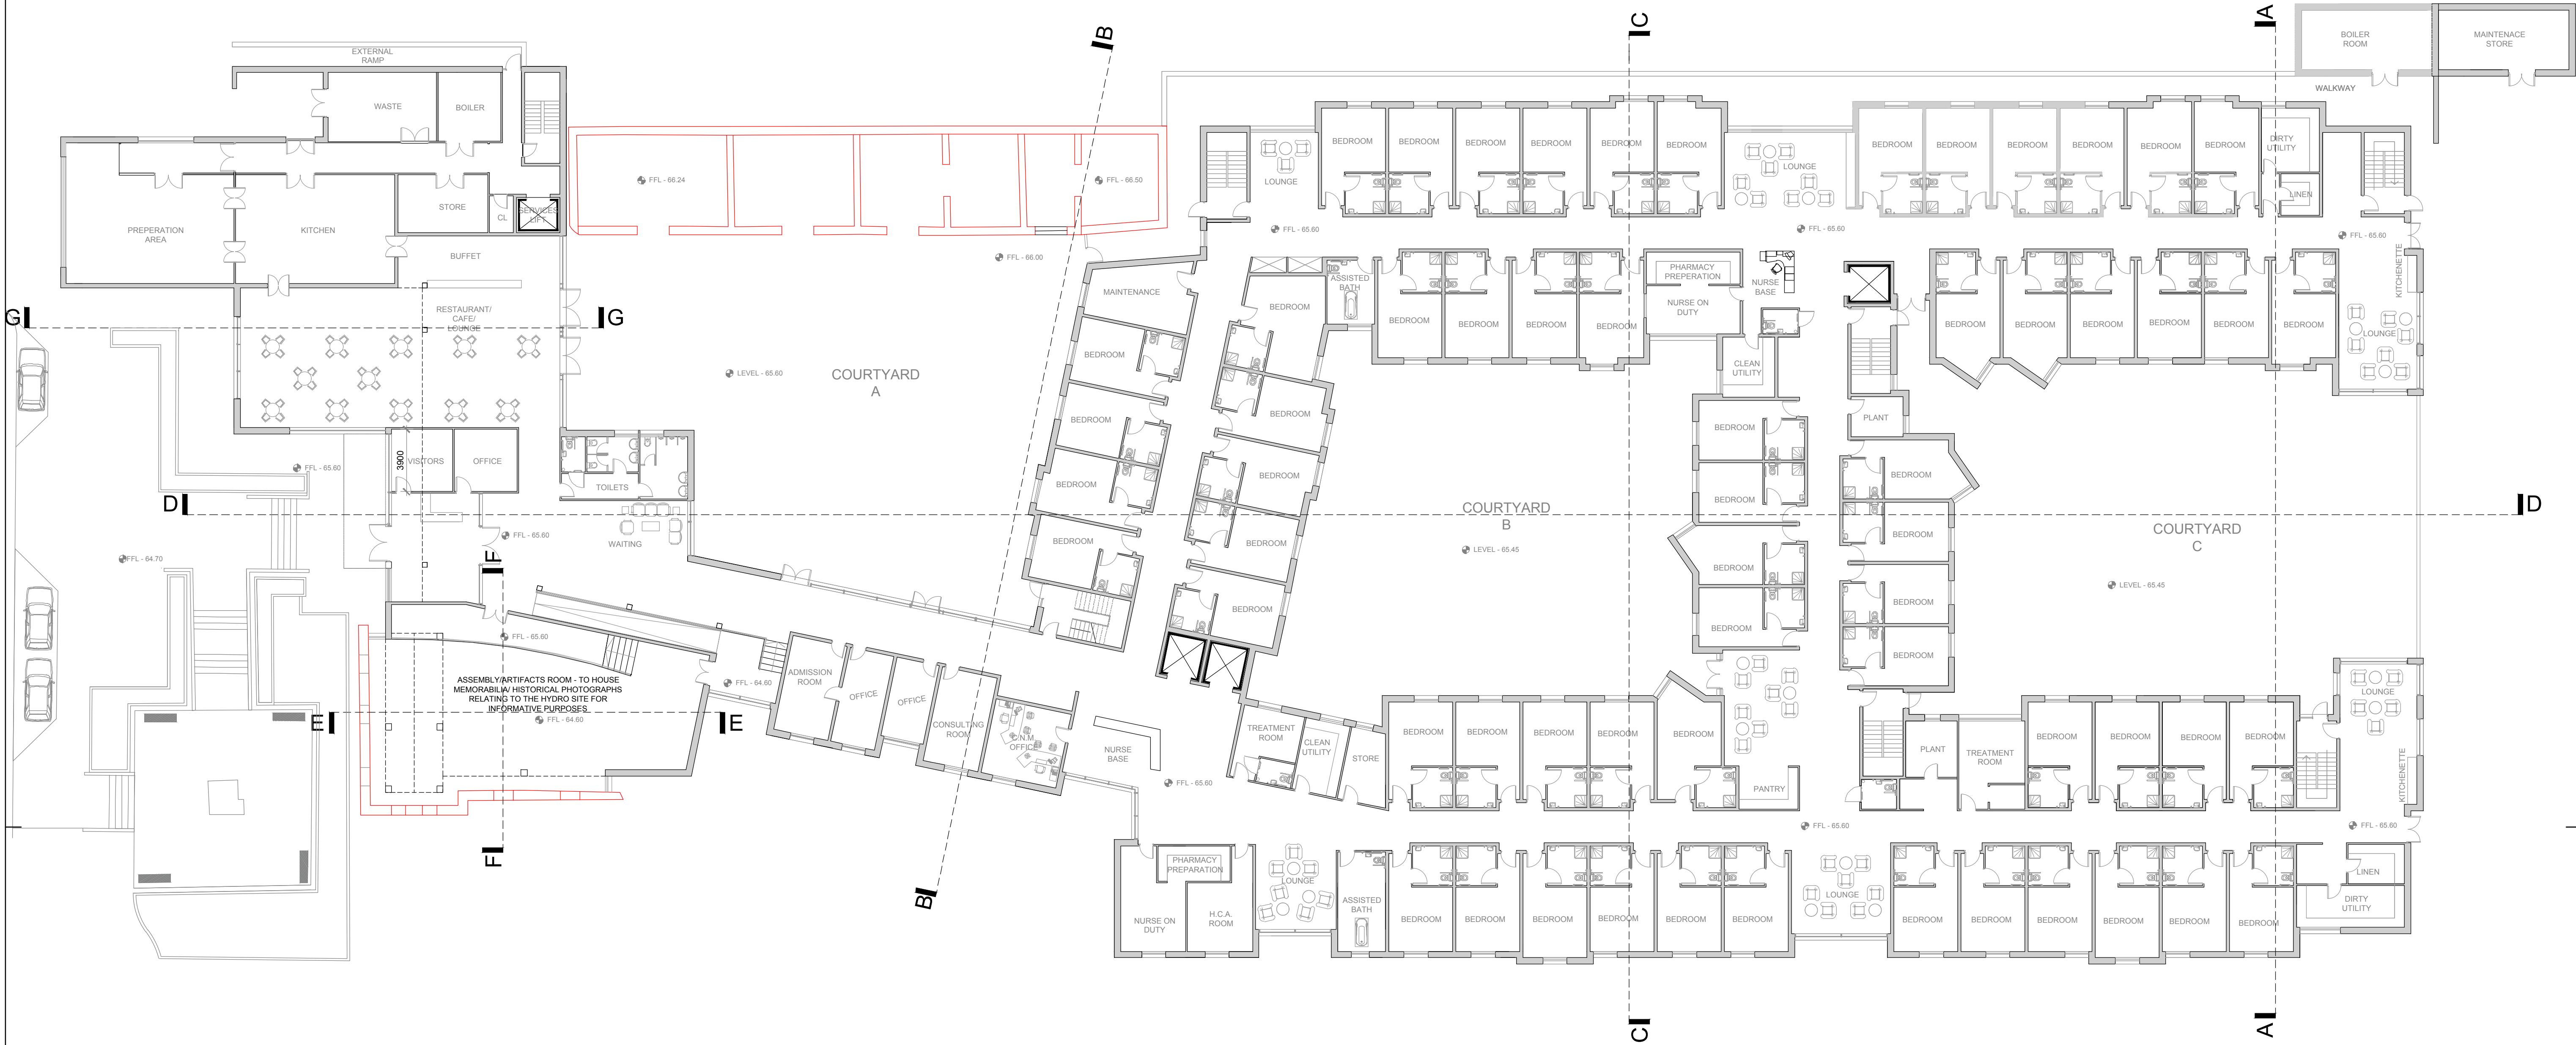 B
C
A
BOILER
ROOM
MAINTENACE
STORE
EXTERNAL
RAMP
WALKWAY
WASTE
BOILER
BEDROOM
BEDROOM
BEDROOM
BEDROOM
BEDROOM
BEDROOM
BEDROOM
BEDROOM
BEDROOM
BEDROOM
BEDROOM
BEDROOM
DIRTY
UTILITY
LOUNGE
LOUNGE
LINEN
FFL - 66.24
FFL - 66.50
STORE
CL
SERVICES
LIFT
PREPERATION
AREA
KITCHEN
FFL - 65.60
FFL - 65.60
FFL - 65.60
BUFFET
FFL - 66.00
KITCHENETTE
MAINTENANCE
BEDROOM
ASSISTED
BATH
PHARMACY
PREPERATION
NURSE ON
DUTY
NURSE
BASE
G
RESTAURANT/
CAFE/
LOUNGE
G
BEDROOM
BEDROOM
BEDROOM
BEDROOM
BEDROOM
BEDROOM
BEDROOM
BEDROOM
BEDROOM
BEDROOM
LOUNGE
BEDROOM
BEDROOM
CLEAN
UTILITY
LEVEL - 65.60
COURTYARD
A
BEDROOM
BEDROOM
PLANT
BEDROOM
FFL - 65.60
3900
VISITORS
OFFICE
TOILETS
BEDROOM
BEDROOM
BEDROOM
BEDROOM
D
COURTYARD
B
D
COURTYARD
C
WAITING
FFL - 65.60
BEDROOM
BEDROOM
BEDROOM
LEVEL - 65.45
FFL - 64.70
F
BEDROOM
BEDROOM
LEVEL - 65.45
BEDROOM
BEDROOM
FFL - 65.60
BEDROOM
ASSEMBLY/ARTIFACTS ROOM - TO HOUSE
MEMORABILIA/ HISTORICAL PHOTOGRAPHS
RELATING TO THE HYDRO SITE FOR
INFORMATIVE PURPOSES
FFL - 64.60
FFL - 64.60
E
E
ADMISSION
ROOM
OFFICE
OFFICE
CONSULTING
ROOM
C.N.M
OFFICE
NURSE
BASE
TREATMENT
ROOM
CLEAN
UTILITY
STORE
BEDROOM
BEDROOM
BEDROOM
BEDROOM
BEDROOM
PANTRY
PLANT
TREATMENT
ROOM
BEDROOM
BEDROOM
BEDROOM
BEDROOM
LOUNGE
KITCHENETTE
FFL - 65.60
FFL - 65.60
FFL - 65.60
F
B
PHARMACY
PREPERATION
NURSE ON
DUTY
H.C.A.
ROOM
LOUNGE
ASSISTED
BATH
BEDROOM
BEDROOM
BEDROOM
BEDROOM
BEDROOM
BEDROOM
LOUNGE
BEDROOM
BEDROOM
BEDROOM
BEDROOM
BEDROOM
BEDROOM
LINEN
DIRTY
UTILITY
C
A